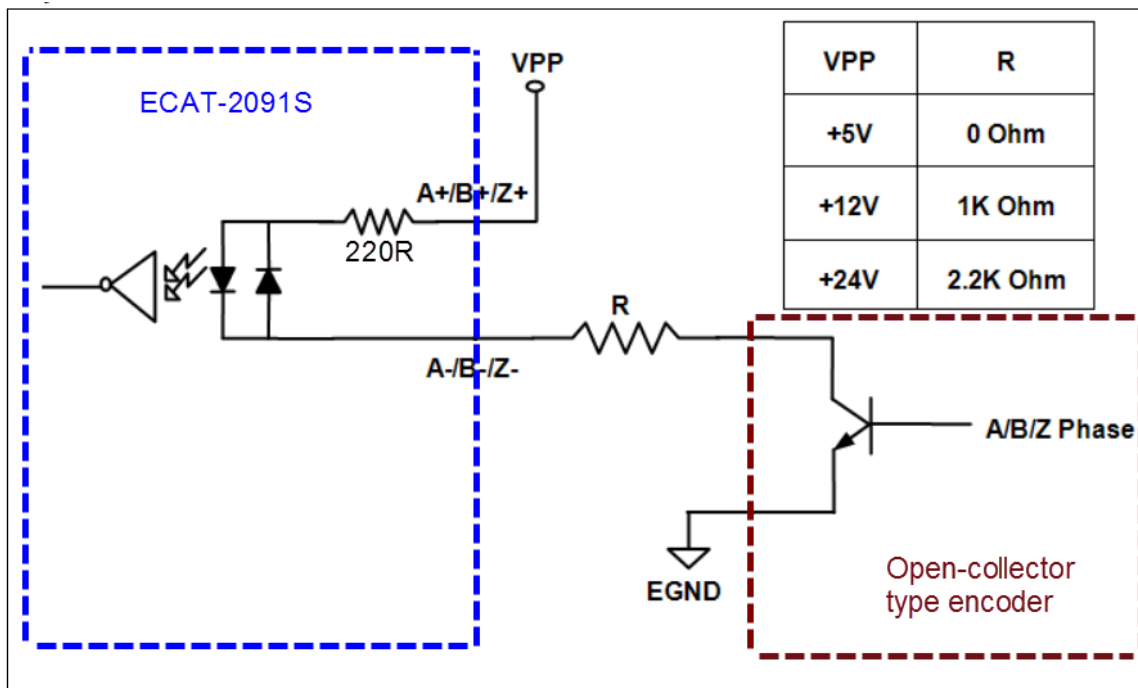 VPP
ECAT-2091S
A+/B+/Z+
220R
R
A-/B-/Z-
A/B/Z Phase
EGND
Open-collector
type encoder
VPP R
+5V 0 Ohm
+12V 1K Ohm
+24V 2.2K Ohm